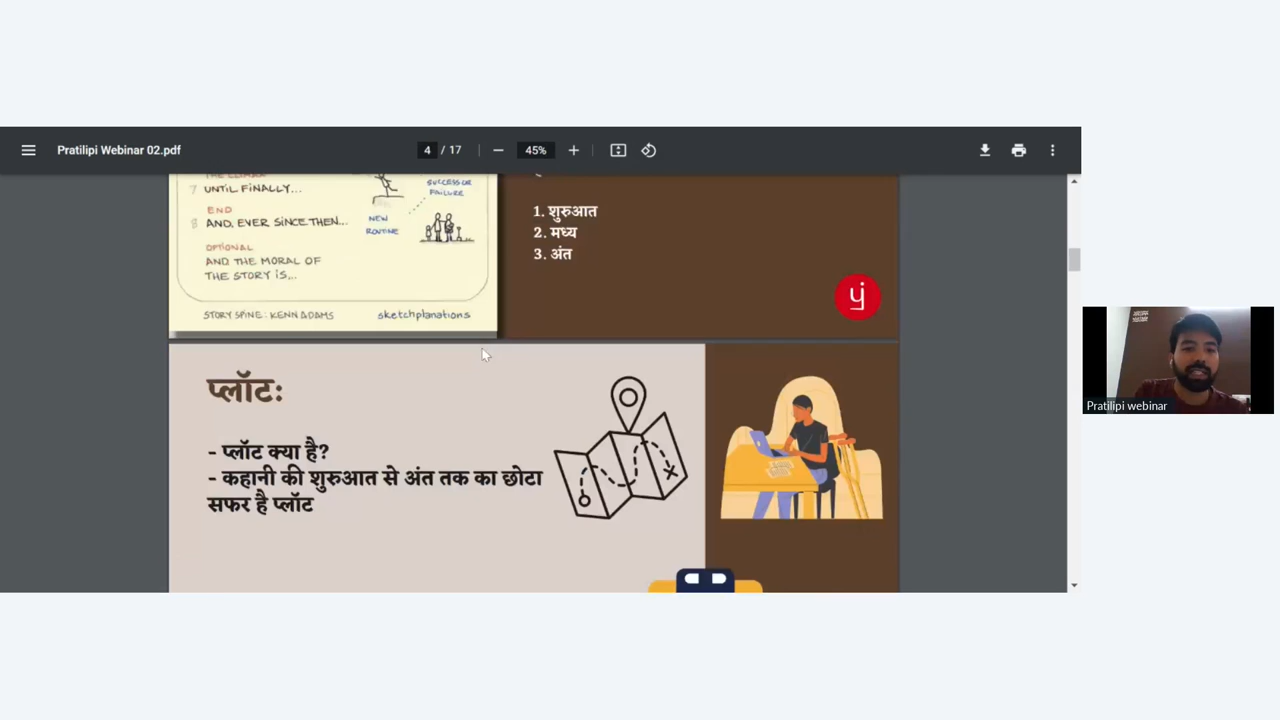 Pratilipi Webinar 02.pdf
4 / 17
45%
7 UNTIL FINALLY...
SUCCESS OR
FAILURE
END
8 AND, EVER SINCE THEN...
NEW
ROUTINE
OPTIONAL
AND THE MORAL OF
THE STORY IS...
STORY SPINE: KENN ADAMS
sketchplanations
1. शुरुआत
2. मध्य
3. अंत
प्लॉट:
- प्लॉट क्या है?
- कहानी की शुरुआत से अंत तक का छोटा
सफर है प्लॉट
Pratilipi webinar